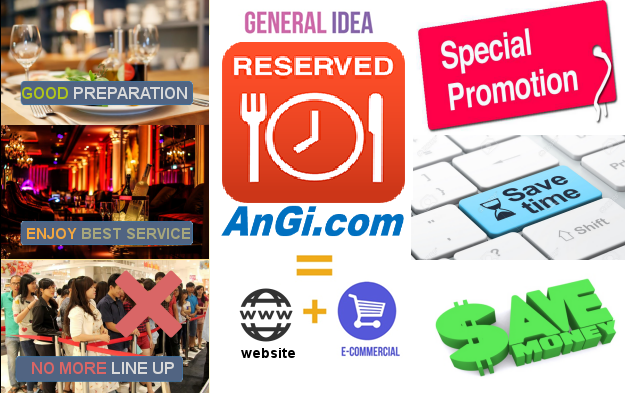 GOOD PREPARATION
ENJOY BEST SERVICE
NO MORE LINE UP
GENERAL IDEA
RESERVED
AnGi.com
=
www
+
website
E-COMMERCIAL
Special
Promotion
Save
time
Shift
$AVE
MONEY